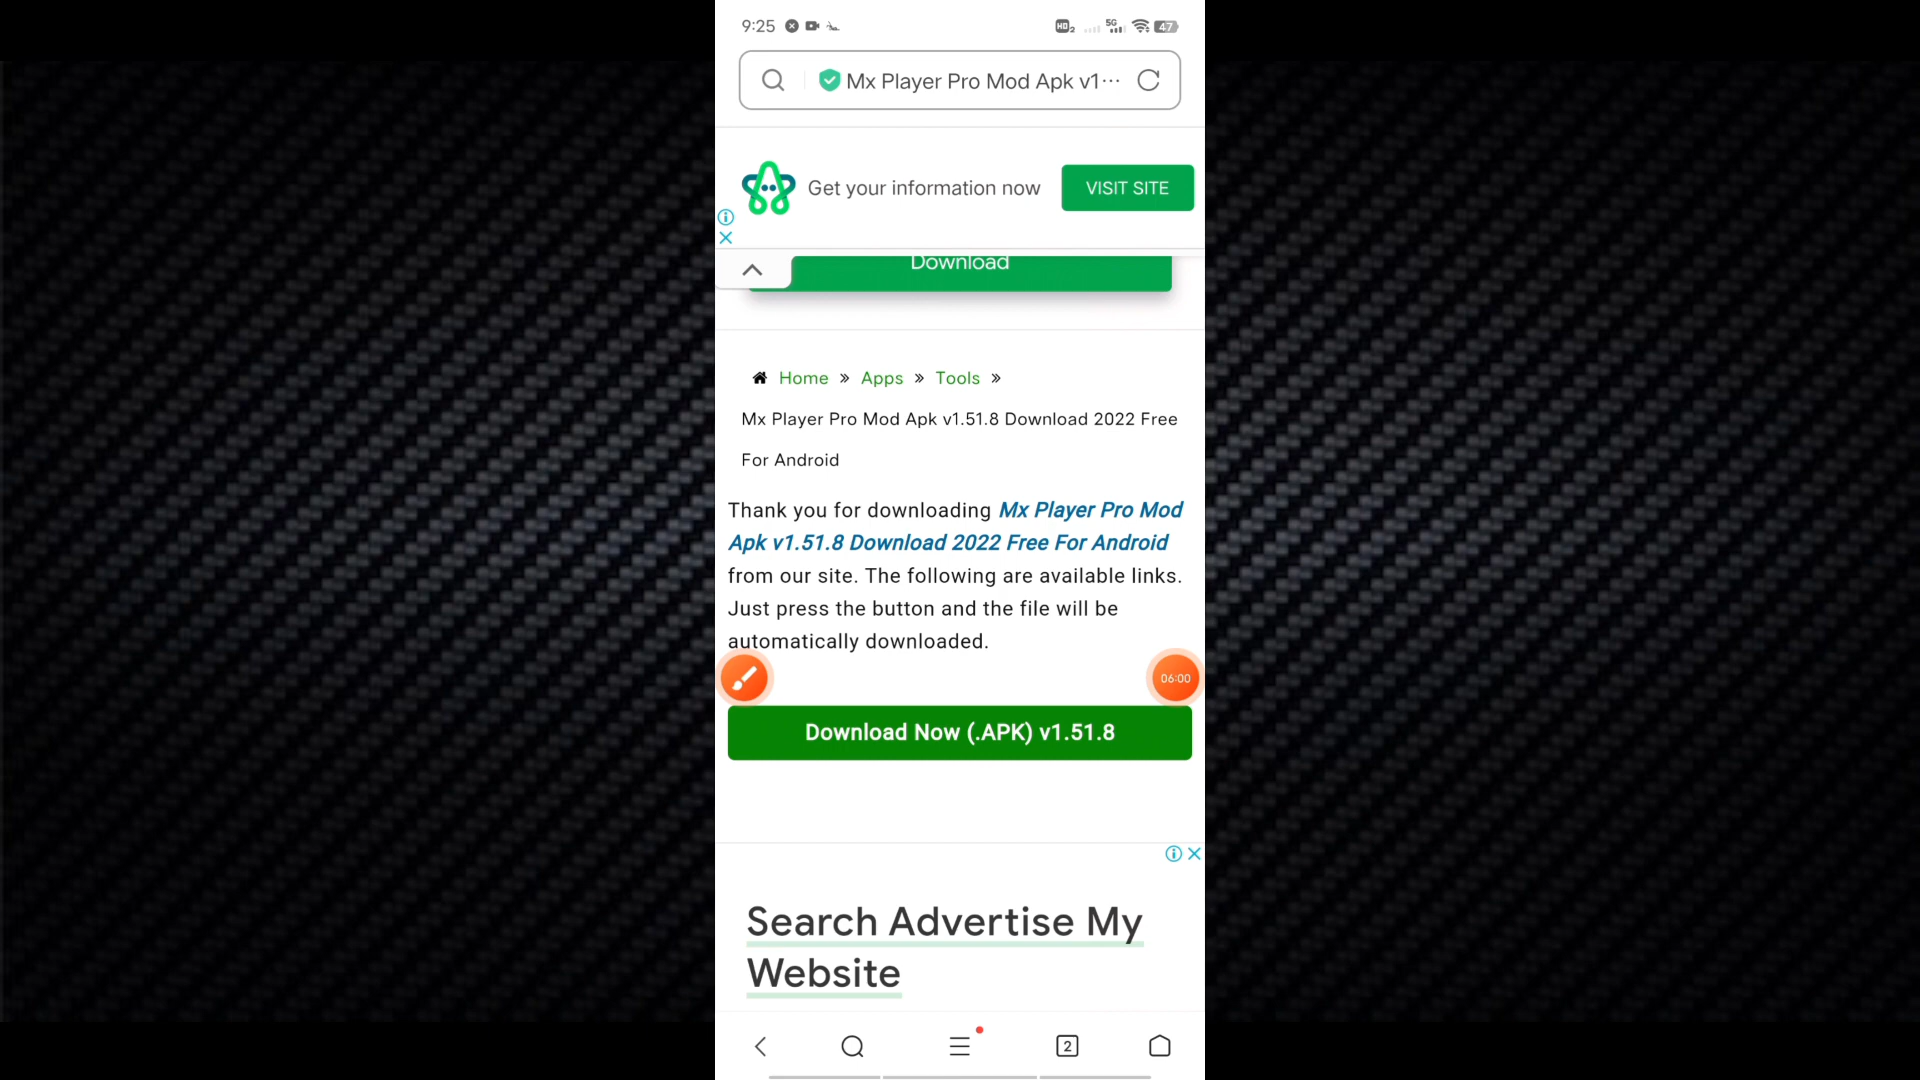 9:25
HD2 5G 47
Mx Player Pro Mod Apk v1···
Get your information now
VISIT SITE
Download
Home » Apps » Tools »
Mx Player Pro Mod Apk v1.51.8 Download 2022 Free
For Android
Thank you for downloading Mx Player Pro Mod
Apk v1.51.8 Download 2022 Free For Android
from our site. The following are available links.
Just press the button and the file will be
automatically downloaded.
06:00
Download Now (.APK) v1.51.8
Search Advertise My
Website
2